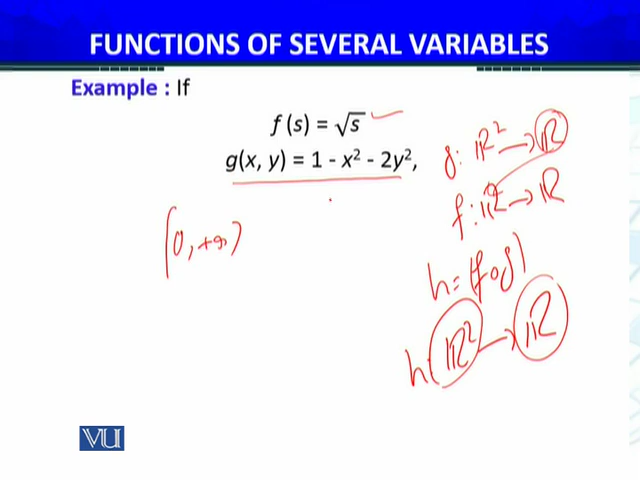 FUNCTIONS OF SEVERAL VARIABLES
Example : If
f (s) = √s
g(x, y) = 1 - x² - 2y²,
g: ℝ² → ℝ
f: ℝ → ℝ
[0, +∞)
h = (f o g)
h: ℝ² → ℝ
VU